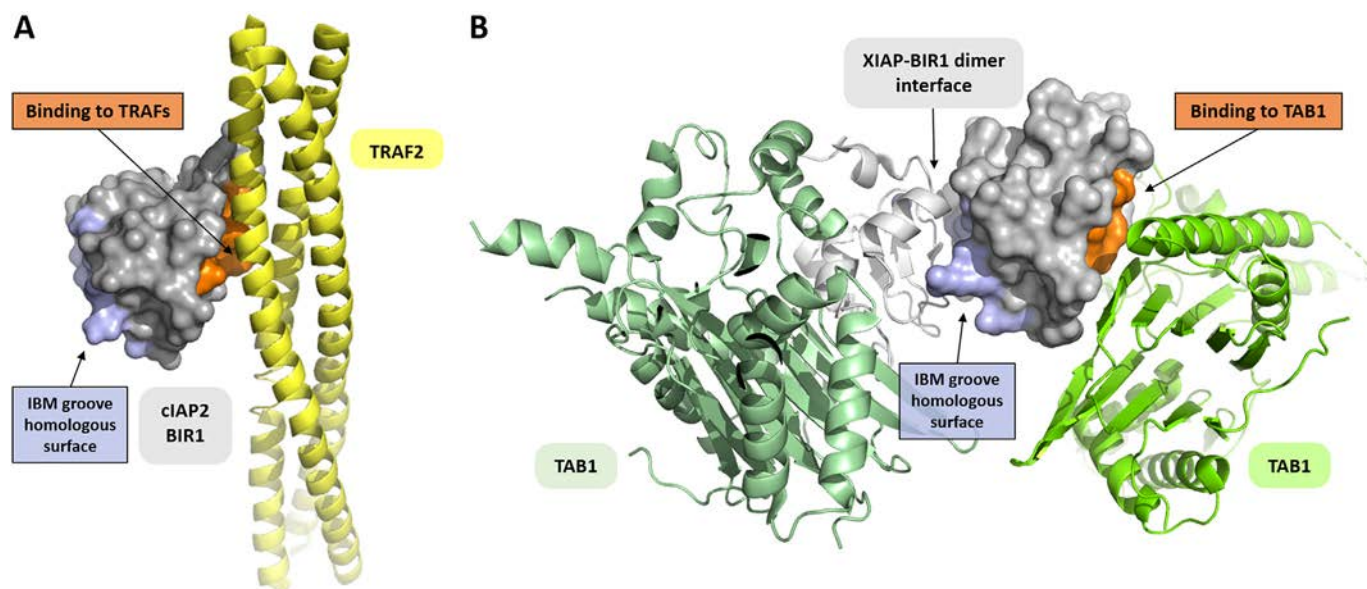 A
Binding to TRAFs
TRAF2
IBM groove
homologous
surface
cIAP2
BIR1
B
XIAP-BIR1 dimer
interface
Binding to TAB1
IBM groove
homologous
surface
TAB1
TAB1